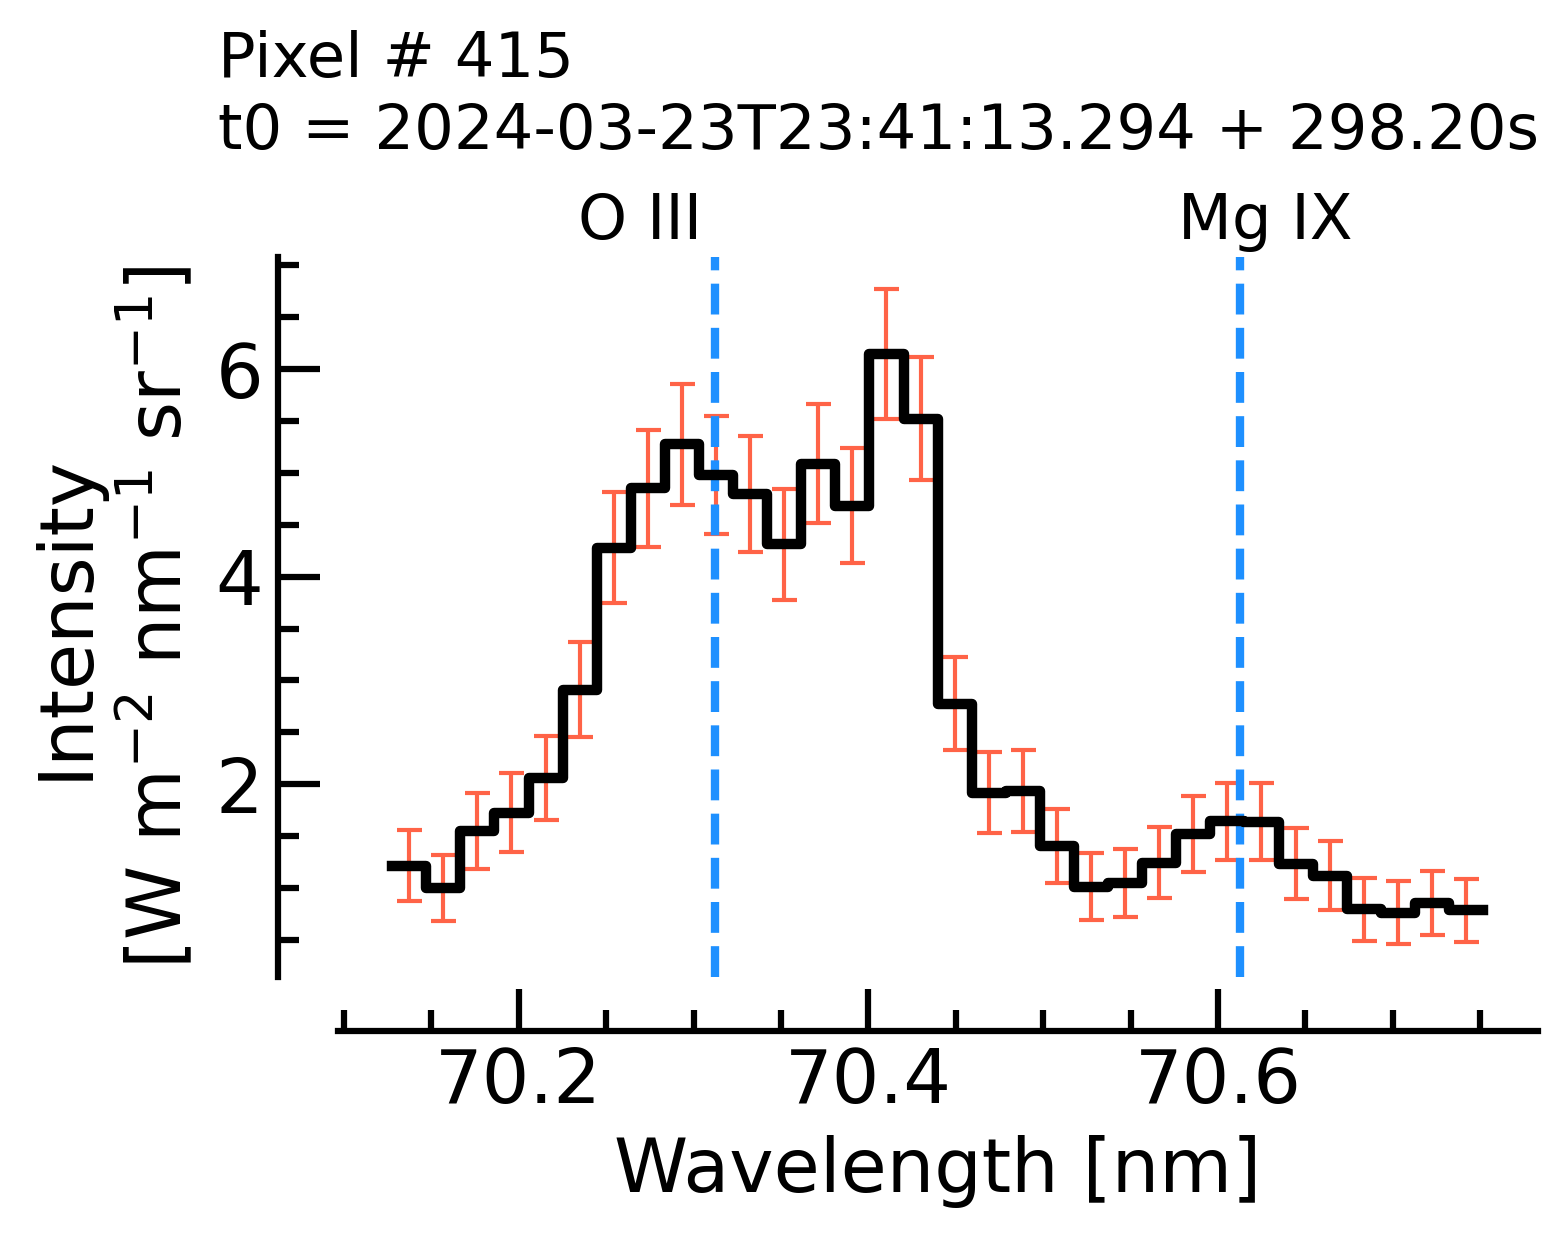 Pixel # 415
t0 = 2024-03-23T23:41:13.294 + 298.20s
O III
Mg IX
Intensity
[W m⁻² nm⁻¹ sr⁻¹]
6
4
2
70.2
70.4
70.6
Wavelength [nm]